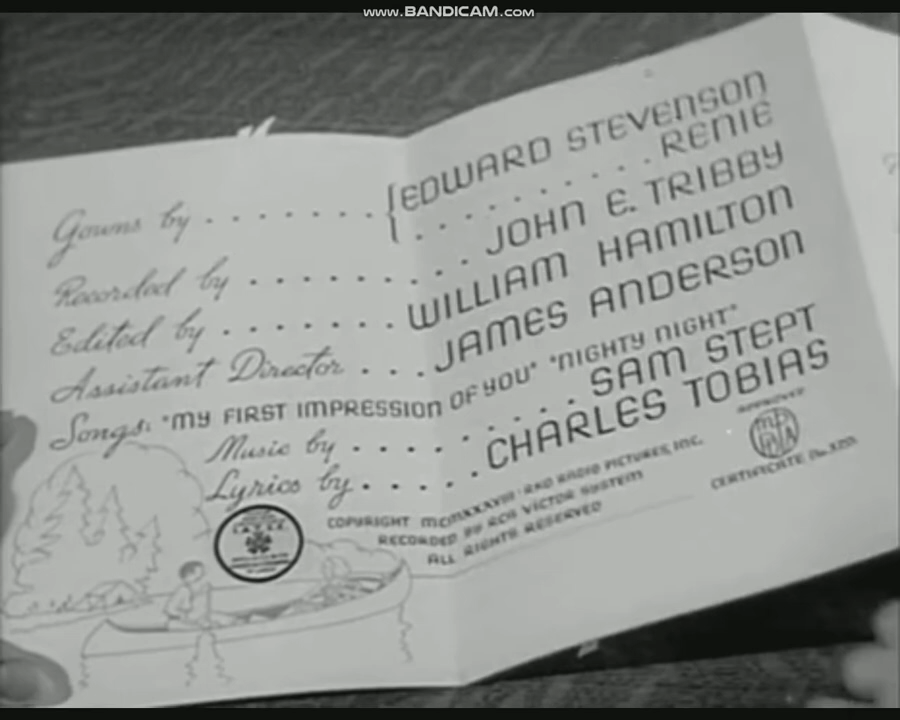 www.BANDICAM.com
Gowns by . . . . . . . { EDWARD STEVENSON
. . . . . . . . . . RENIE
Recorded by . . . . . . . . . . JOHN E. TRIBBY
Edited by . . . . . . . WILLIAM HAMILTON
Assistant Director . . . . JAMES ANDERSON
Songs: "MY FIRST IMPRESSION OF YOU" "NIGHTY NIGHT"
Music by . . . . . . . . . SAM STEPT
Lyrics by . . . . . CHARLES TOBIAS
COPYRIGHT MCMXXXVIII - RKO RADIO PICTURES, INC.
RECORDED BY RCA VICTOR SYSTEM
ALL RIGHTS RESERVED
APPROVED
MPPDA
CERTIFICATE No.
I.A.T.S.E.